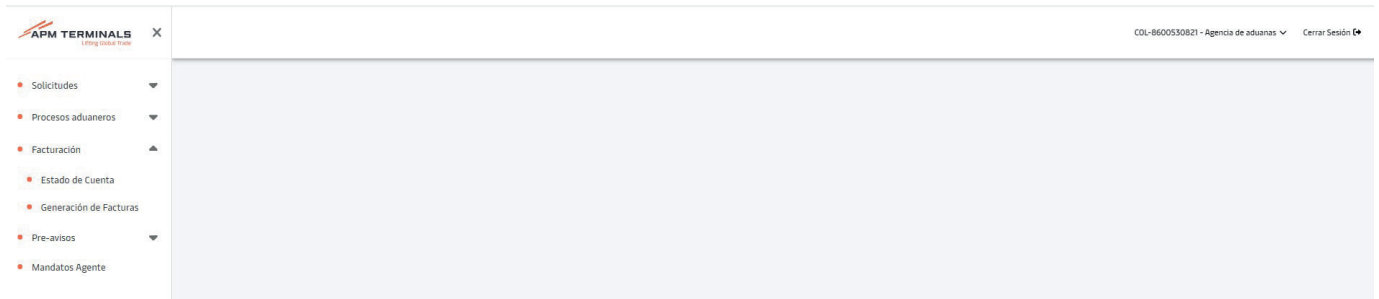 APM TERMINALS
Lifting Global Trade
COL-8600530821 - Agencia de aduanas
Cerrar Sesión
Solicitudes
Procesos aduaneros
Facturación
Estado de Cuenta
Generación de Facturas
Pre-avisos
Mandatos Agente